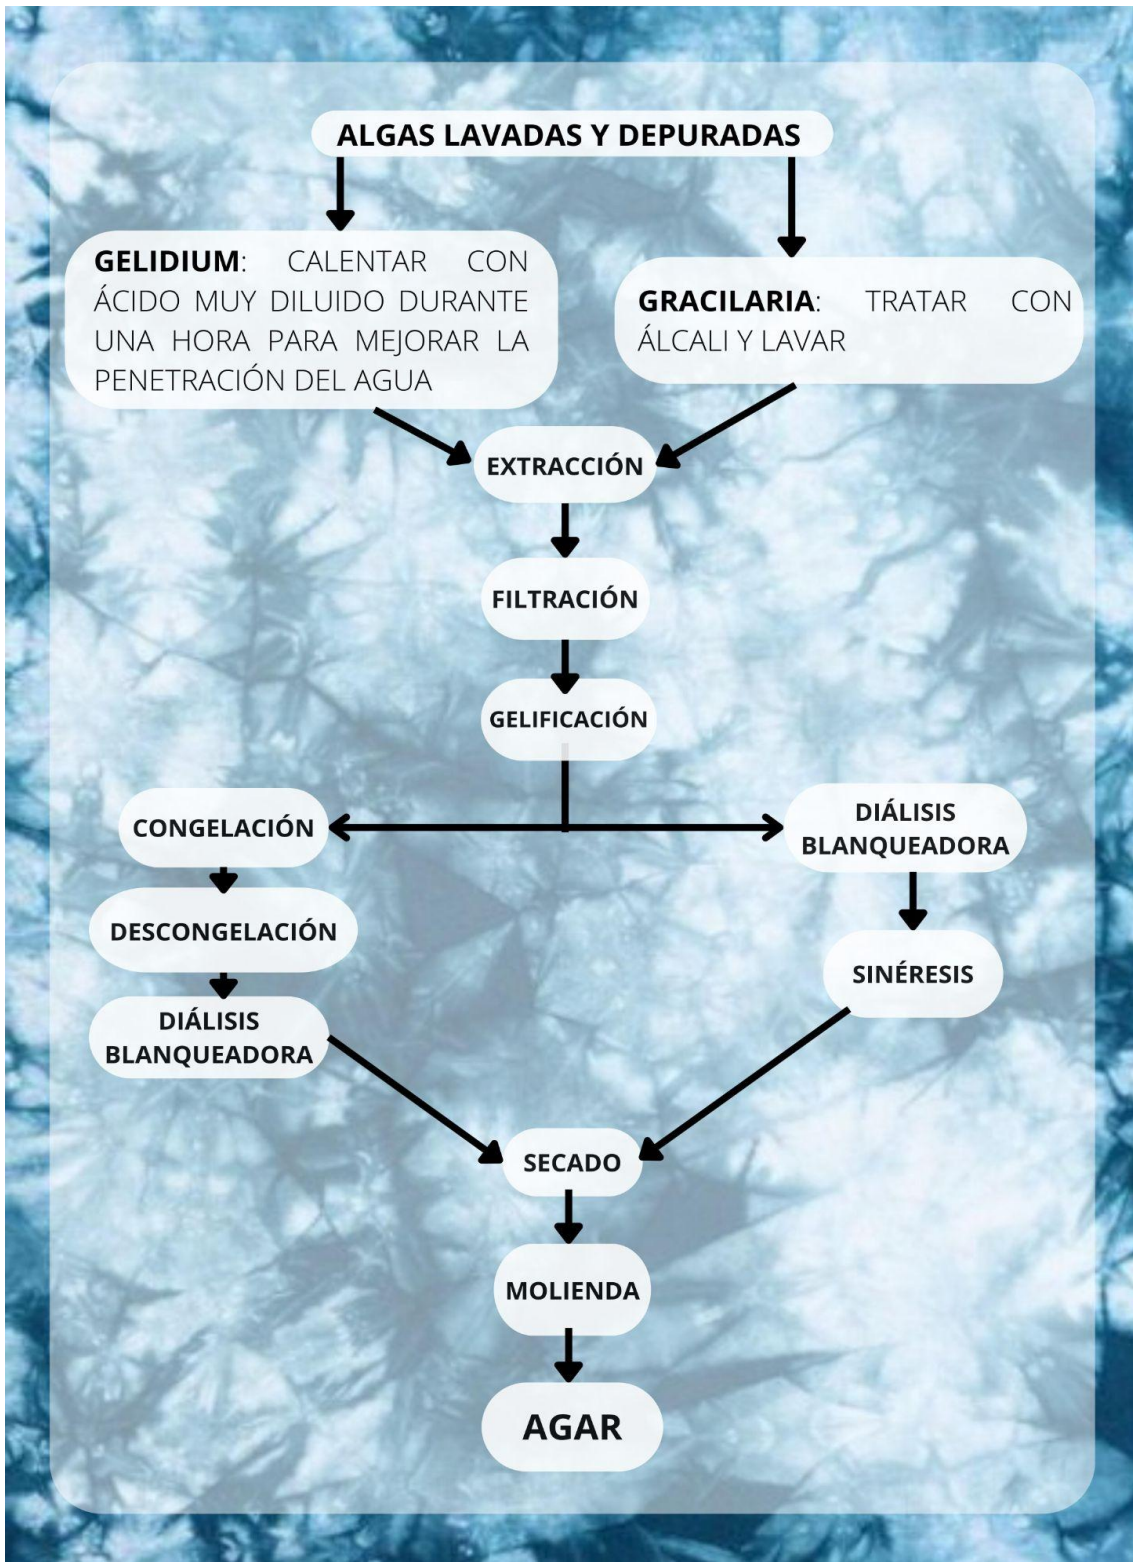 ALGAS LAVADAS Y DEPURADAS
GELIDIUM: CALENTAR CON
ÁCIDO MUY DILUIDO DURANTE
UNA HORA PARA MEJORAR LA
PENETRACIÓN DEL AGUA
GRACILARIA: TRATAR CON
ÁLCALI Y LAVAR
EXTRACCIÓN
FILTRACIÓN
GELIFICACIÓN
CONGELACIÓN
DESCONGELACIÓN
DIÁLISIS
BLANQUEADORA
DIÁLISIS
BLANQUEADORA
SINÉRESIS
SECADO
MOLIENDA
AGAR